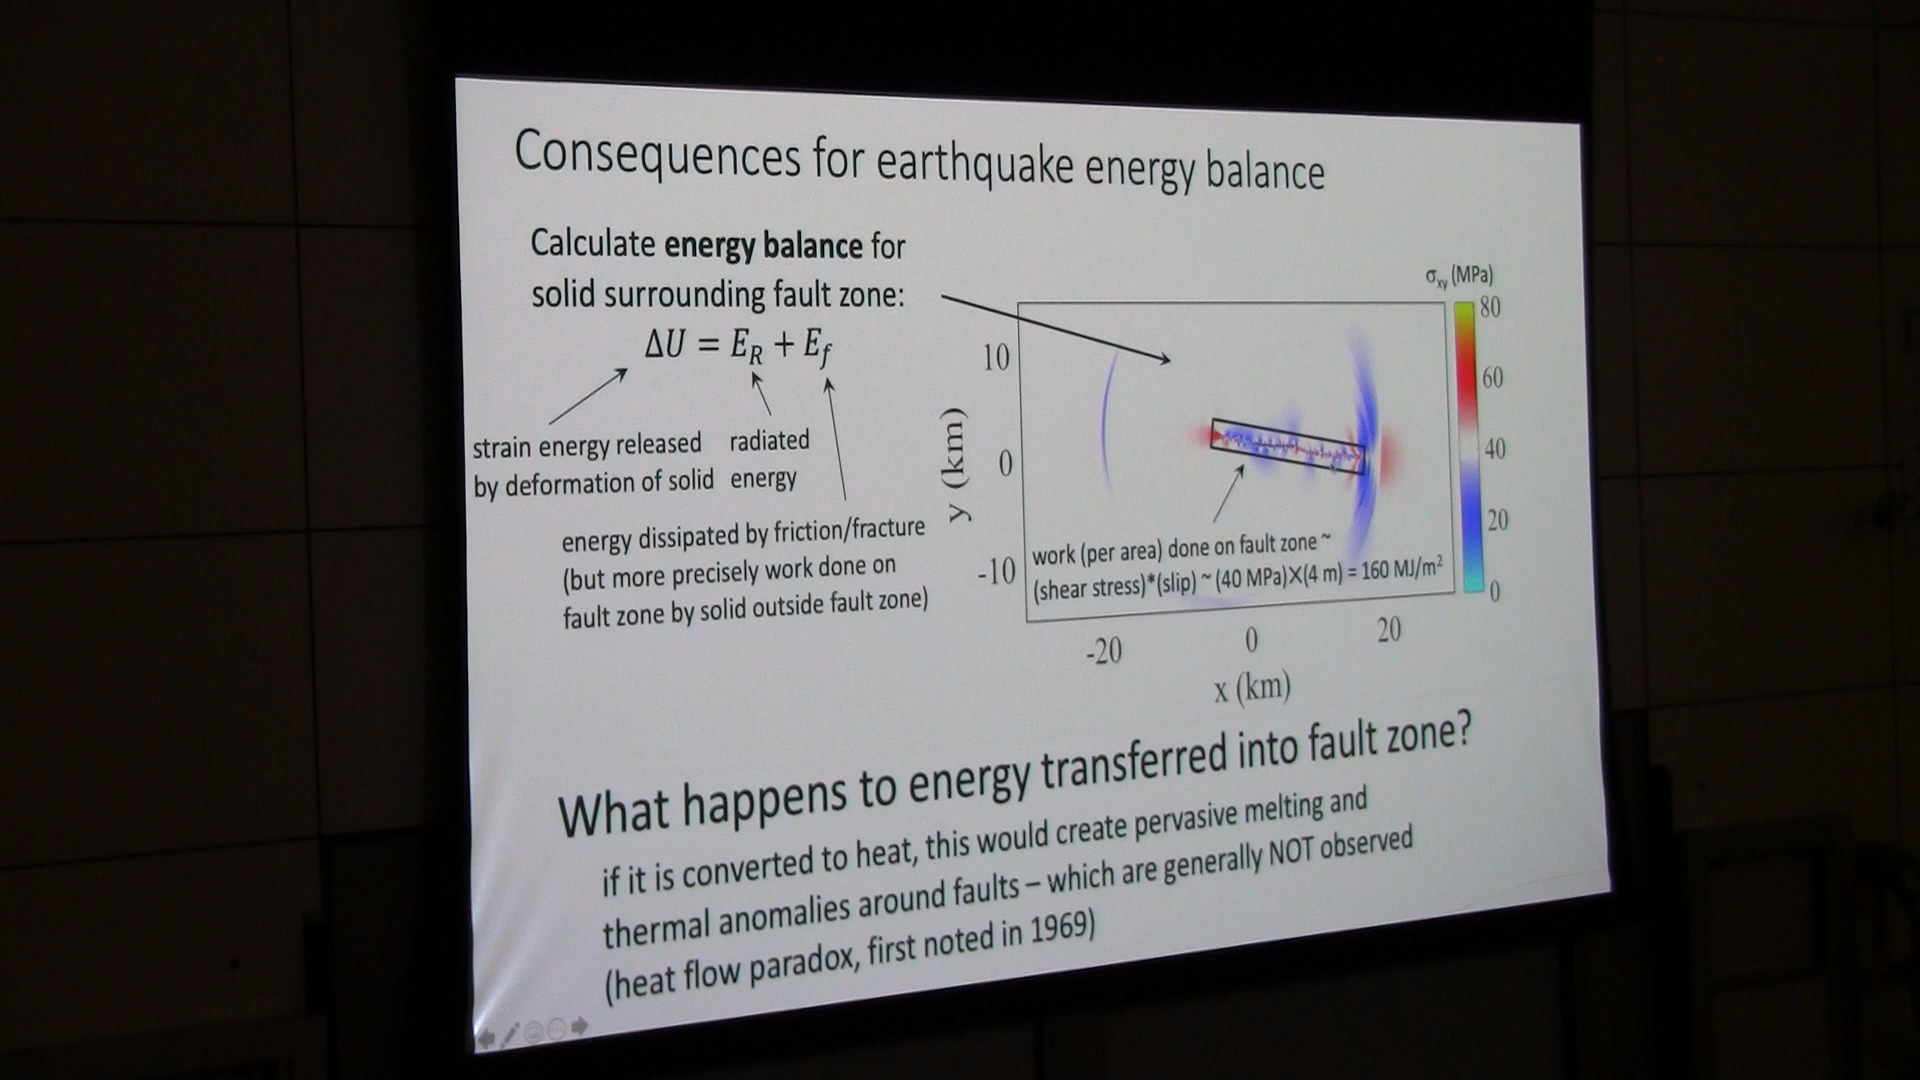 Consequences for earthquake energy balance
Calculate energy balance for
solid surrounding fault zone:
ΔU = E_R + E_f
strain energy released
by deformation of solid
radiated
energy
energy dissipated by friction/fracture
(but more precisely work done on
fault zone by solid outside fault zone)
σxy (MPa)
80
60
40
20
0
y (km)
10
0
-10
work (per area) done on fault zone ~
(shear stress)*(slip) ~ (40 MPa)X(4 m) = 160 MJ/m²
-20
0
20
x (km)
What happens to energy transferred into fault zone?
if it is converted to heat, this would create pervasive melting and
thermal anomalies around faults – which are generally NOT observed
(heat flow paradox, first noted in 1969)